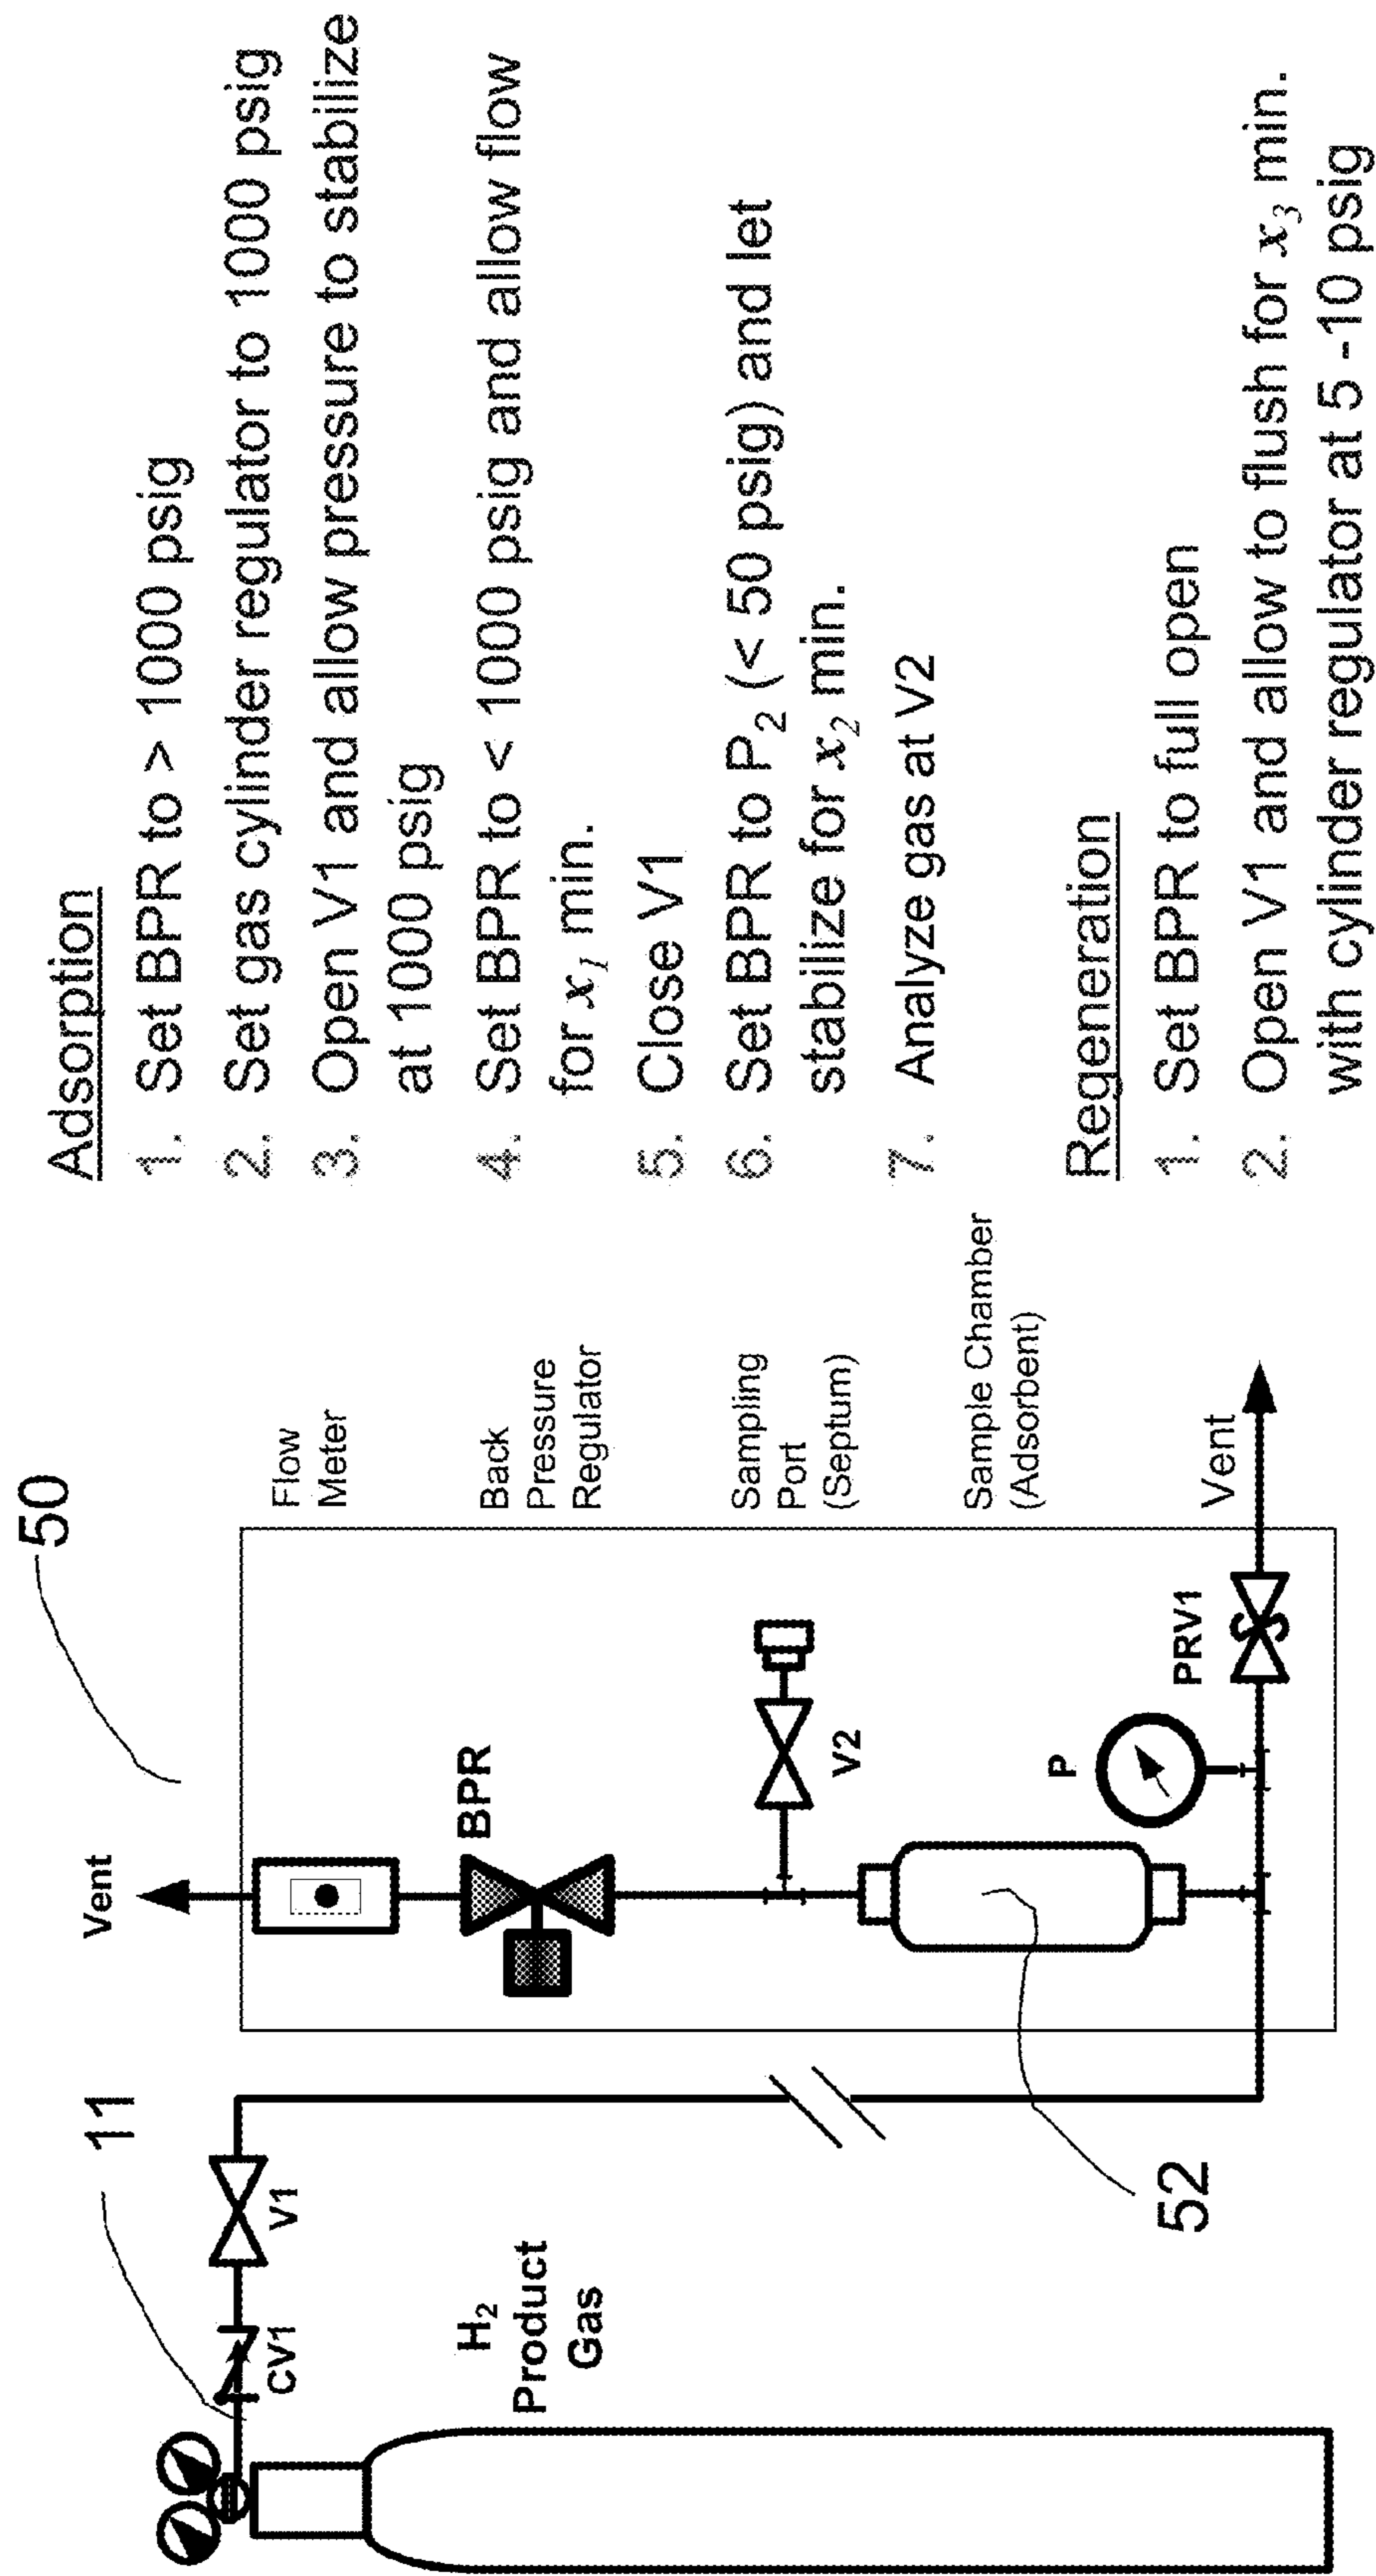 50
11
Vent
Flow
Meter
V1
CV1
BPR
Back
Pressure
Regulator
H₂
Product
Gas
V2
Sampling
Port
(Septum)
Sample Chamber
(Adsorbent)
P
PRV1
Vent
52
Adsorption
1. Set BPR to > 1000 psig
2. Set gas cylinder regulator to 1000 psig
3. Open V1 and allow pressure to stabilize
at 1000 psig
4. Set BPR to < 1000 psig and allow flow
for x₁ min.
5. Close V1
6. Set BPR to P₂ (< 50 psig) and let
stabilize for x₂ min.
7. Analyze gas at V2
Regeneration
1. Set BPR to full open
2. Open V1 and allow to flush for x₃ min.
with cylinder regulator at 5 -10 psig